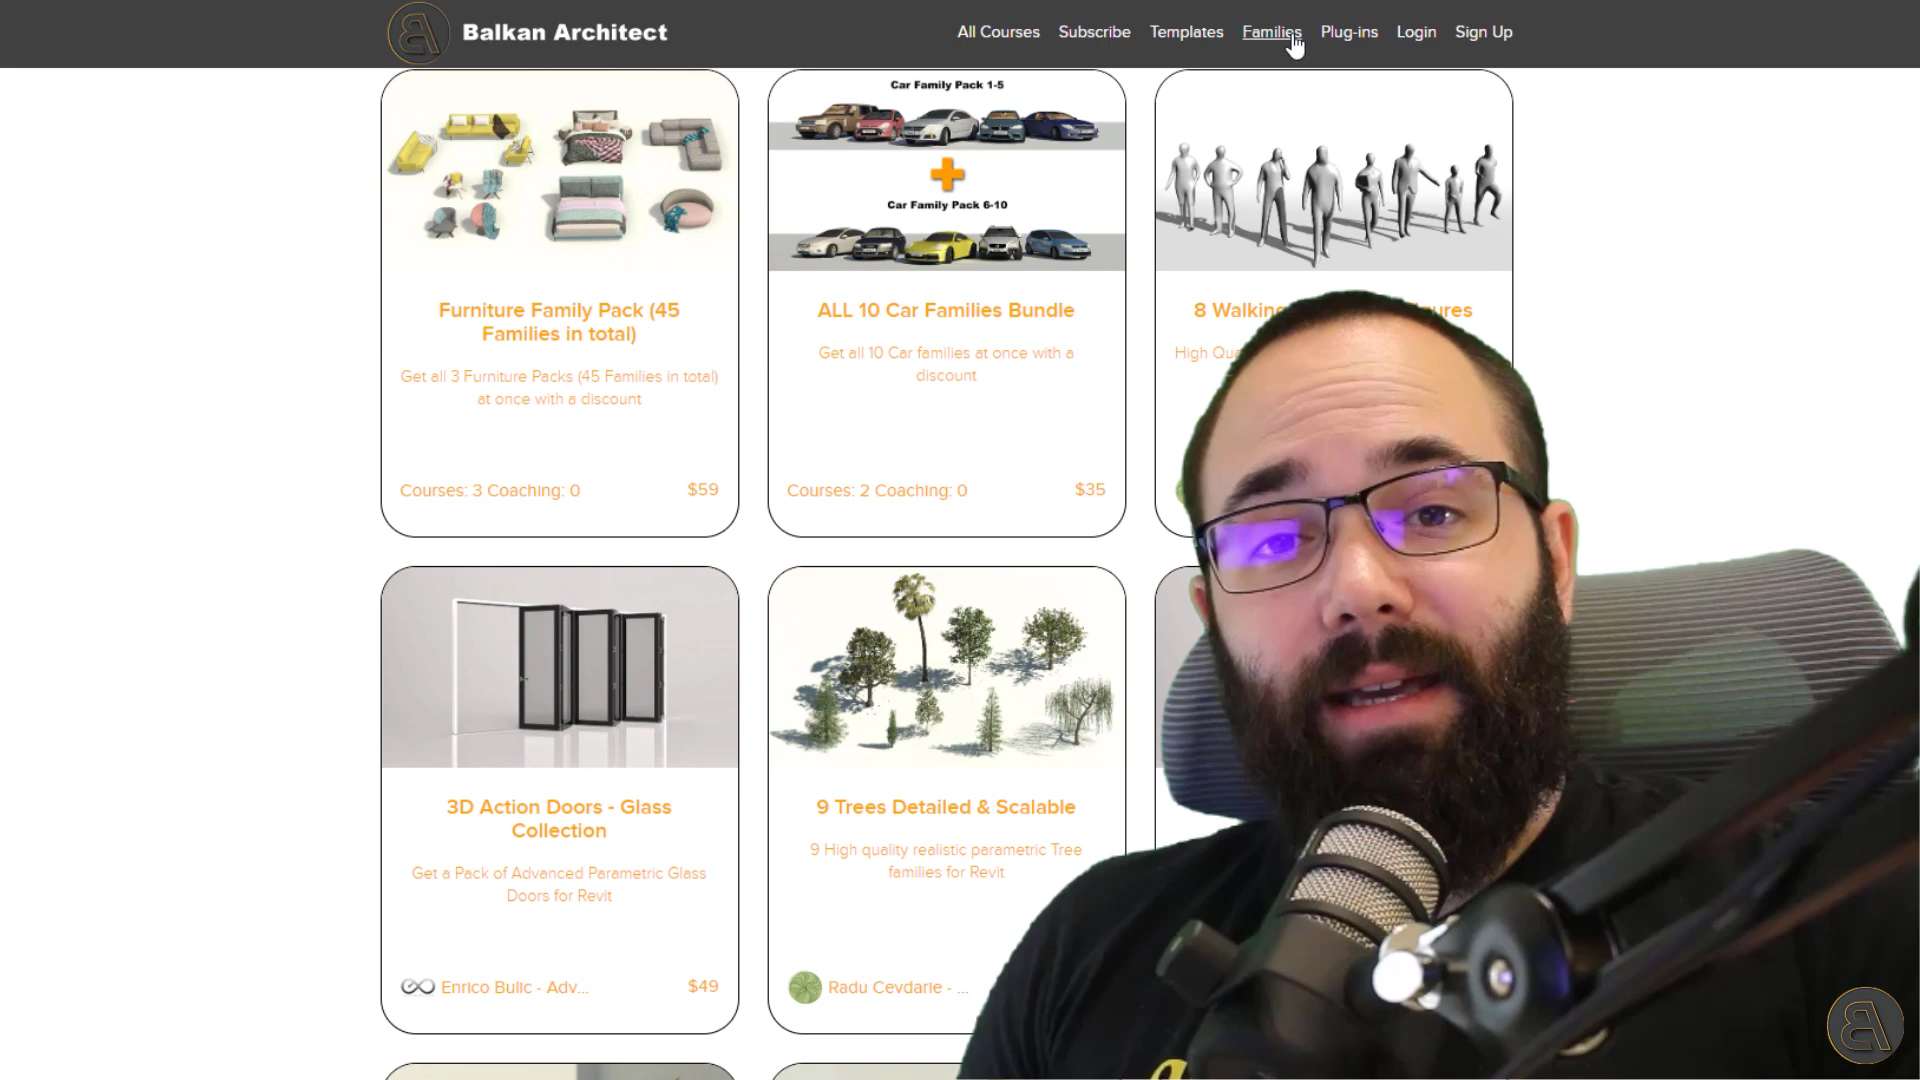 Balkan Architect
All Courses Subscribe Templates Families Plug-ins Login Sign Up
Car Family Pack 1-5
Car Family Pack 6-10
Furniture Family Pack (45
Families in total)
Get all 3 Furniture Packs (45 Families in total)
at once with a discount
Courses: 3 Coaching: 0 $59
ALL 10 Car Families Bundle
Get all 10 Car families at once with a
discount
Courses: 2 Coaching: 0 $35
8 Walking
High
3D Action Doors - Glass
Collection
Get a Pack of Advanced Parametric Glass
Doors for Revit
Enrico Bulic - Adv... $49
9 Trees Detailed & Scalable
9 High quality realistic parametric Tree
families for Revit
Radu Cevdarie - ...